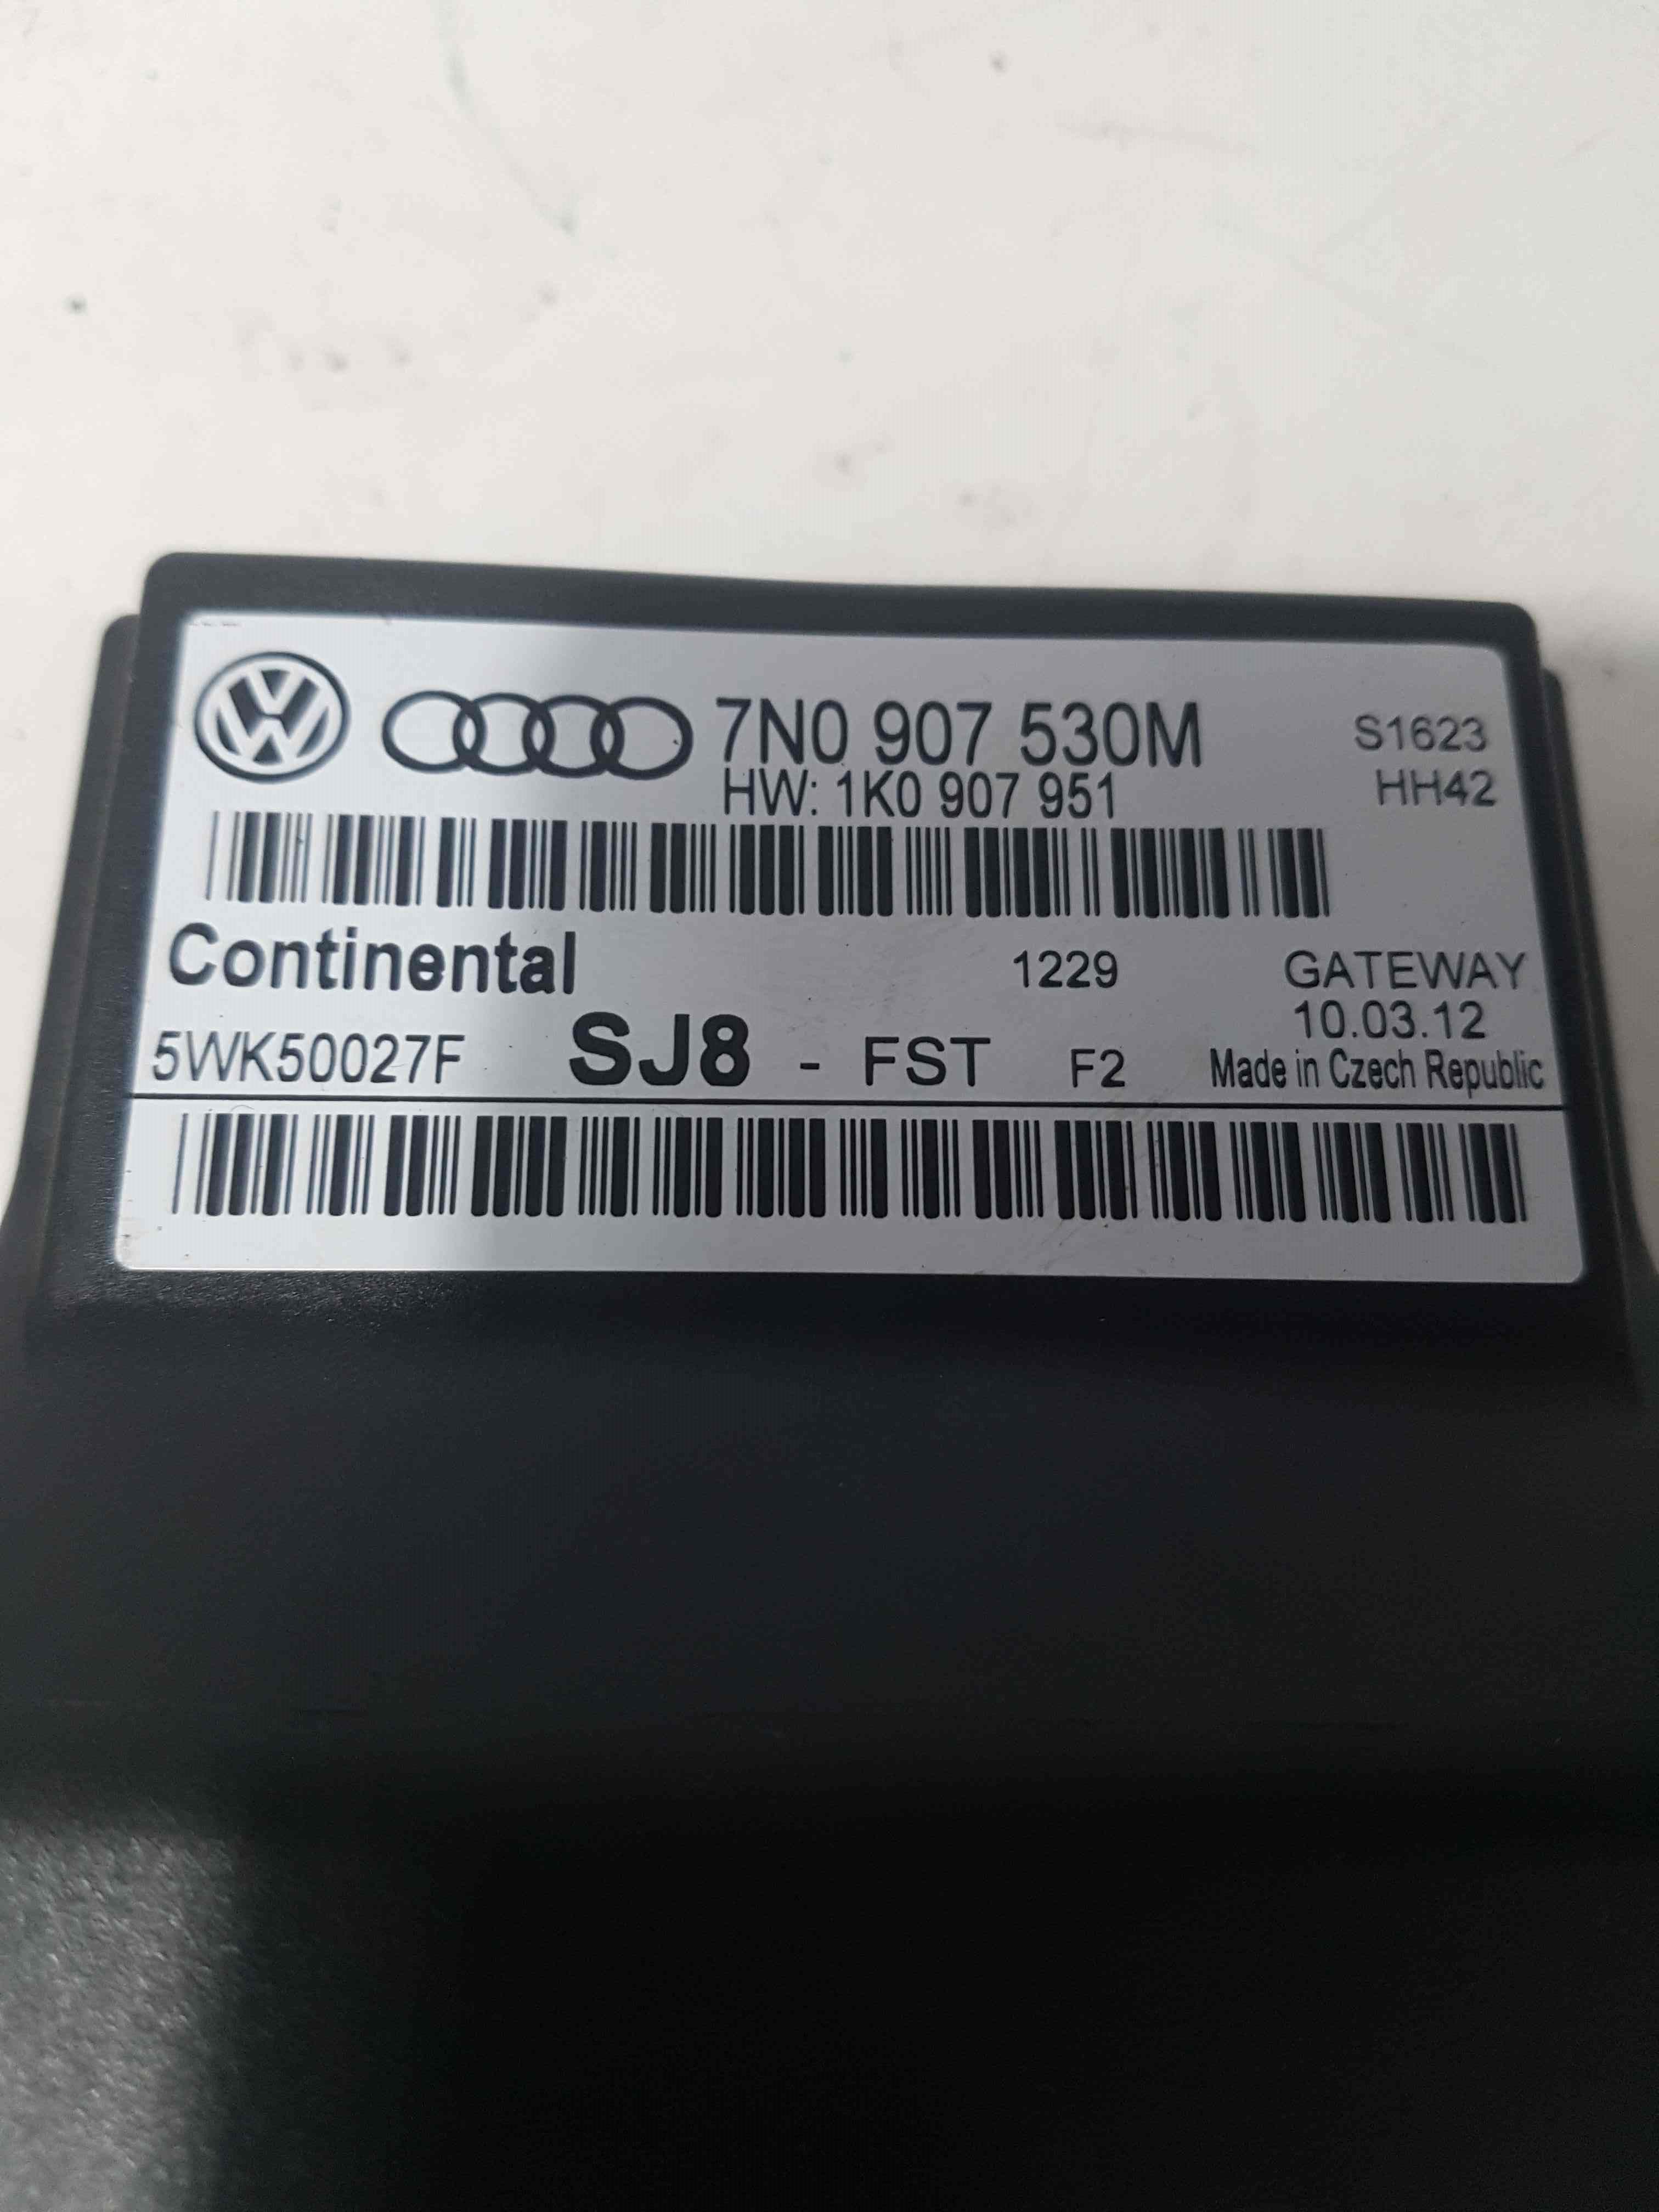 7N0 907 530M S1623
HW: 1K0 907 951 HH42
Continental 1229 GATEWAY
10.03.12
5WK50027F SJ8 - FST F2 Made in Czech Republic